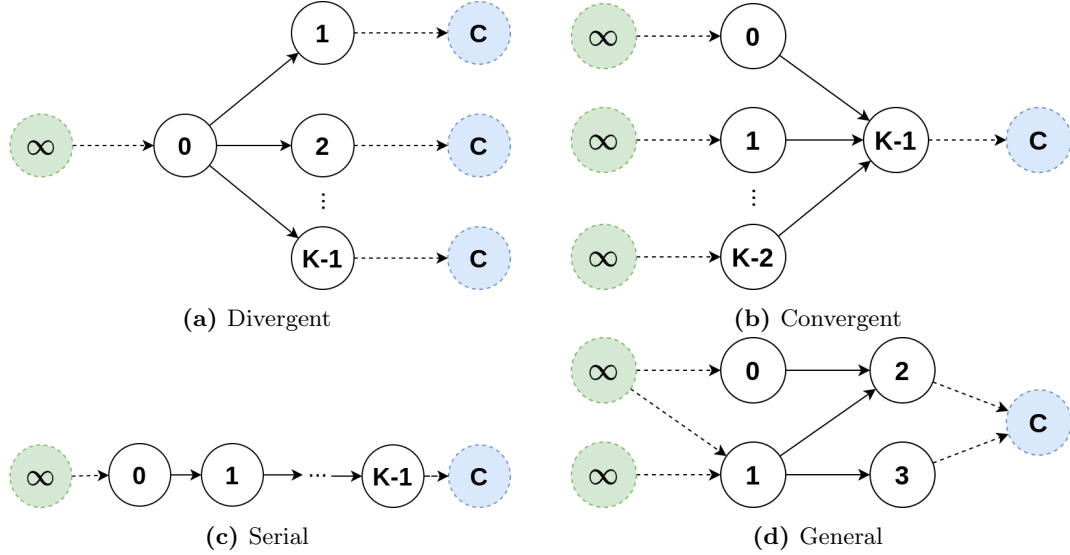 1 C
∞ 0 2 C
⋮
K-1 C
(a) Divergent
∞ 0
∞ 1 K-1 C
⋮
∞ K-2
(b) Convergent
∞ 0 1 ... K-1 C
(c) Serial
∞ 0 2
C
∞ 1 3
(d) General